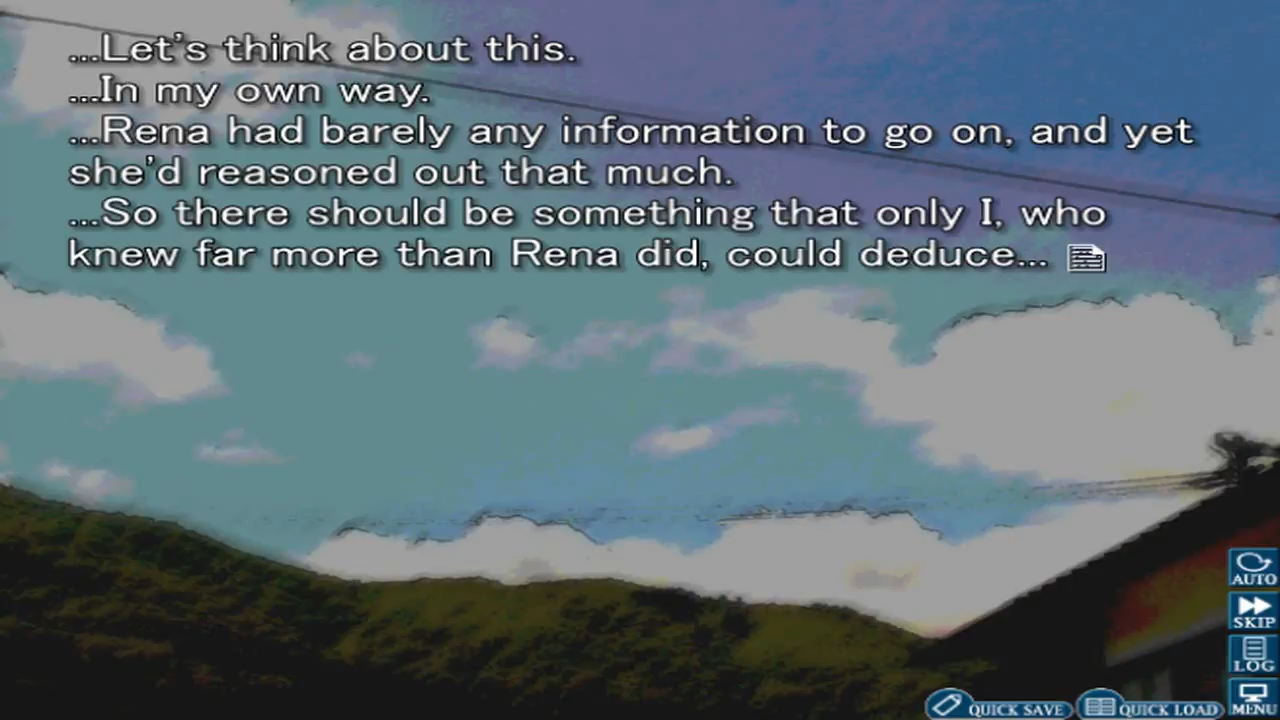 ...Let's think about this.
...In my own way.
...Rena had barely any information to go on, and yet
she'd reasoned out that much.
...So there should be something that only I, who
knew far more than Rena did, could deduce...
AUTO
SKIP
LOG
MENU
QUICK SAVE
QUICK LOAD